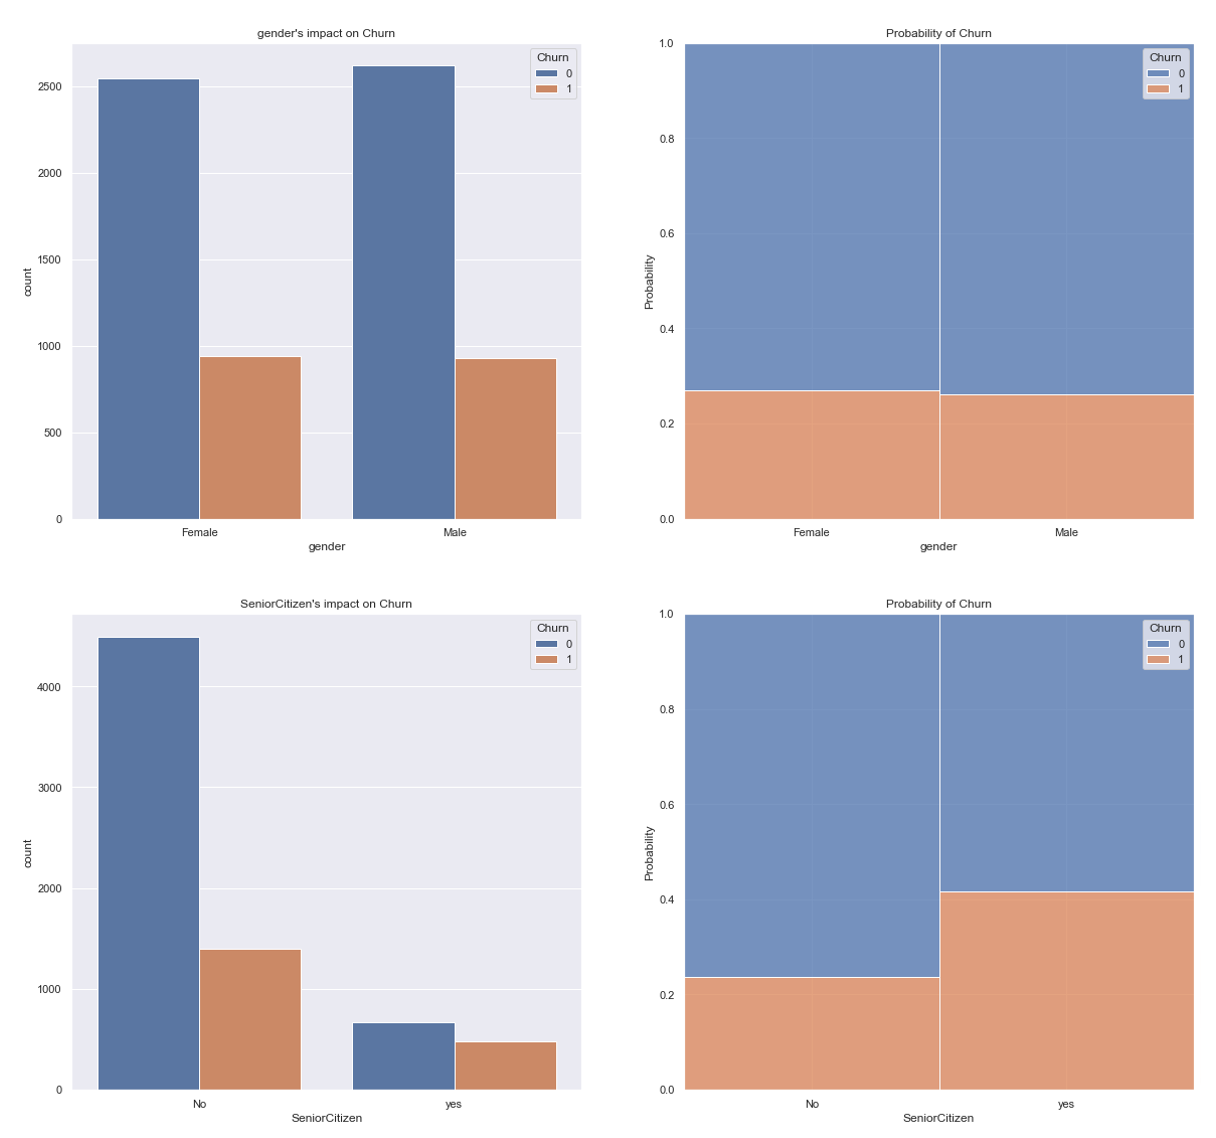 gender's impact on Churn
Churn
0
1
2500
2000
1500
1000
500
0
count
Female
Male
gender
Probability of Churn
Churn
0
1
1.0
0.8
0.6
0.4
0.2
0.0
Probability
Female
Male
gender
SeniorCitizen's impact on Churn
Churn
0
1
4000
3000
2000
1000
0
count
No
yes
SeniorCitizen
Probability of Churn
Churn
0
1
1.0
0.8
0.6
0.4
0.2
0.0
Probability
No
yes
SeniorCitizen